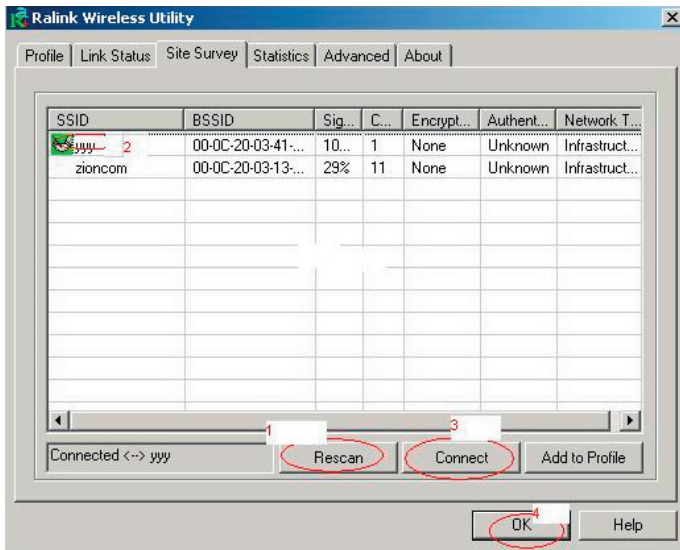 Ralink Wireless Utility
Profile Link Status Site Survey Statistics Advanced About
SSID BSSID Sig... C... Encrypt... Authent... Network T...
yyy 2 00-0C-20-03-41-... 10... 1 None Unknown Infrastruct...
zioncom 00-0C-20-03-13-... 29% 11 None Unknown Infrastruct...
1 3
Connected <--> yyy Rescan Connect Add to Profile
4
OK Help